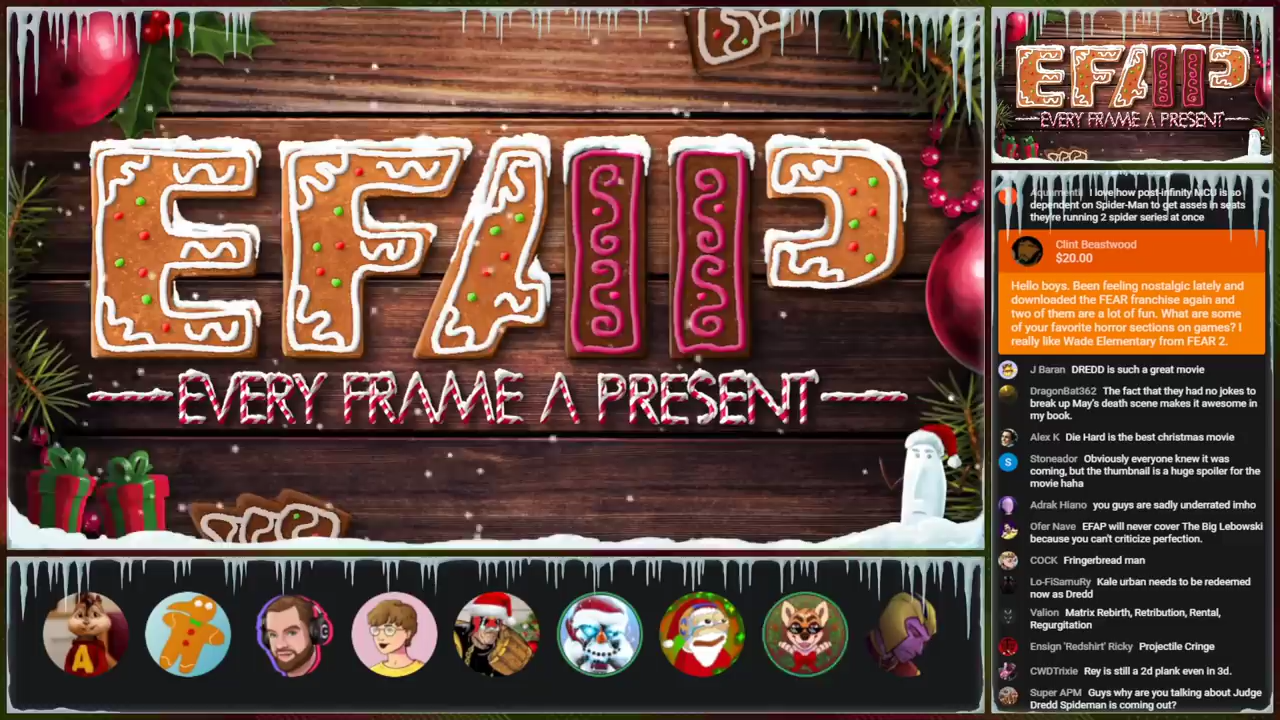 EFAIIP
EVERY FRAME A PRESENT
EFAIIP
EVERY FRAME A PRESENT
I love how post-infinity MCU is so
dependent on Spider-Man to get asses in seats
they're running 2 spider series at once
Clint Beastwood
$20.00
Hello boys. Been feeling nostalgic lately and
downloaded the FEAR franchise again and
two of them are a lot of fun. What are some
of your favorite horror sections on games? I
really like Wade Elementary from FEAR 2.
J Baran DREDD is such a great movie
DragonBat362 The fact that they had no jokes to
break up May's death scene makes it awesome in
my book.
Alex K Die Hard is the best christmas movie
Stoneador Obviously everyone knew it was
S
coming, but the thumbnail is a huge spoiler for the
movie haha
Adrak Hiano you guys are sadly underrated imho
Ofer Nave EFAP will never cover The Big Lebowski
because you can't criticize perfection.
COCK Fringerbread man
Lo-FiSamuRy Kale urban needs to be redeemed
now as Dredd
Valion Matrix Rebirth, Retribution, Rental,
Regurgitation
Ensign 'Redshirt' Ricky Projectile Cringe
CWDTrixie Rey is still a 2d plank even in 3d.
Super APM Guys why are you talking about Judge
Dredd Spideman is coming out?
A